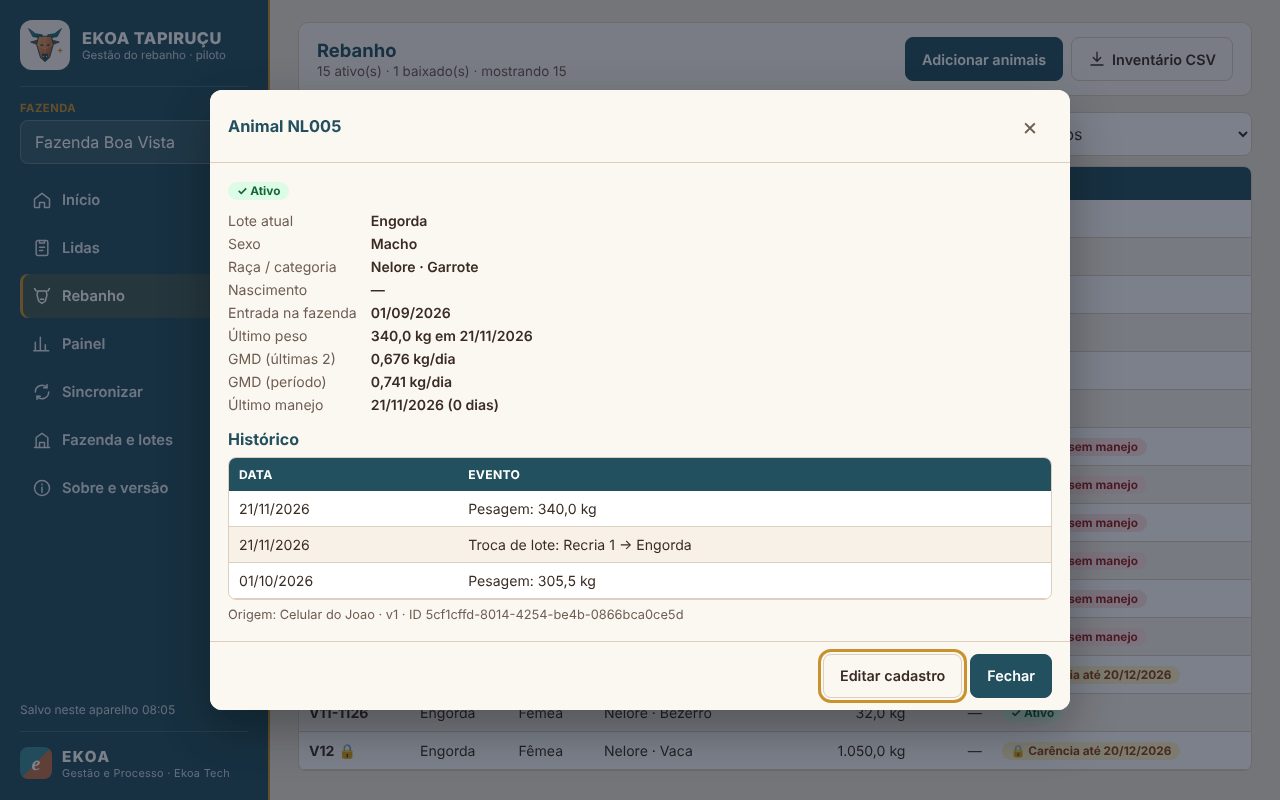 EKOA TAPIRUÇU
Gestão do rebanho · piloto
FAZENDA
Fazenda Boa Vista
Início
Lidas
Rebanho
Painel
Sincronizar
Fazenda e lotes
Sobre e versão
Salvo neste aparelho 08:05
e
EKOA
Gestão e Processo · Ekoa Tech
Rebanho
15 ativo(s) · 1 baixado(s) · mostrando 15
Adicionar animais
Inventário CSV
Animal NL005
×
✓ Ativo
Lote atual Engorda
Sexo Macho
Raça / categoria Nelore · Garrote
Nascimento —
Entrada na fazenda 01/09/2026
Último peso 340,0 kg em 21/11/2026
GMD (últimas 2) 0,676 kg/dia
GMD (período) 0,741 kg/dia
Último manejo 21/11/2026 (0 dias)
Histórico
DATA EVENTO
21/11/2026 Pesagem: 340,0 kg
21/11/2026 Troca de lote: Recria 1 → Engorda
01/10/2026 Pesagem: 305,5 kg
Origem: Celular do Joao · v1 · ID 5cf1cffd-8014-4254-be4b-0866bca0ce5d
Editar cadastro
Fechar
sem manejo
sem manejo
sem manejo
sem manejo
sem manejo
sem manejo
até 20/12/2026
V11-1126 Engorda Fêmea Nelore · Bezerro 32,0 kg — ✓ Ativo
V12 🔒 Engorda Fêmea Nelore · Vaca 1.050,0 kg — 🔒 Carência até 20/12/2026